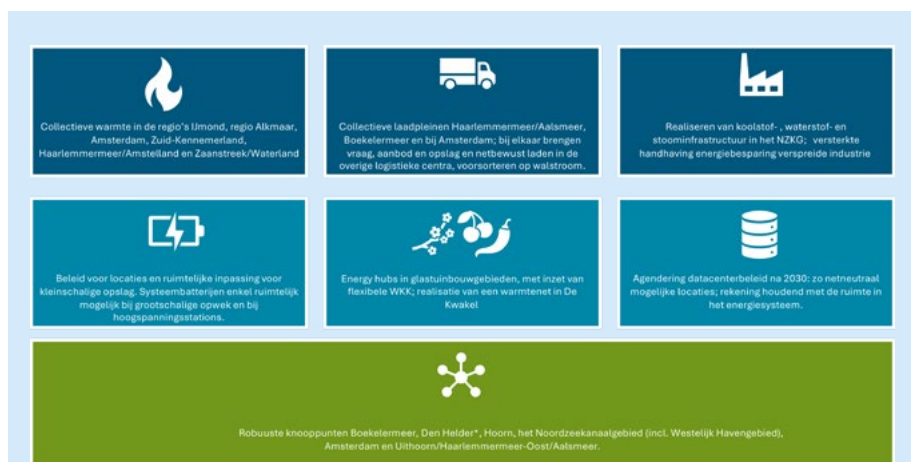 Collectieve warmte in de regio's IJmond, regio Alkmaar,
Amsterdam, Zuid-Kennemerland,
Haarlemmermeer/Amstelland en Zaanstreek/Waterland
Collectieve laadpleinen Haarlemmermeer/Aalsmeer,
Boekelermeer en bij Amsterdam; bij elkaar brengen
vraag, aanbod en opslag en netbewust laden in de
overige logistieke centra, voorsorteren op walstroom.
Realiseren van koolstof- , waterstof- en
stoominfrastructuur in het NZKG; versterkte
handhaving energiebesparing verspreide industrie
Beleid voor locaties en ruimtelijke inpassing voor
kleinschalige opslag. Systeembatterijen enkel ruimtelijk
mogelijk bij grootschalige opwek en bij
hoogspanningsstations.
Energy hubs in glastuinbouwgebieden, met inzet van
flexibele WKK; realisatie van een warmtenet in De
Kwakel
Agendering datacenterbeleid na 2030: zo netneutraal
mogelijke locaties; rekening houdend met de ruimte in
het energiesysteem.
Robuuste knooppunten Boekelermeer, Den Helder*, Hoorn, het Noordzeekanaalgebied (incl. Westelijk Havengebied),
Amsterdam en Uithoorn/Haarlemmermeer-Oost/Aalsmeer.